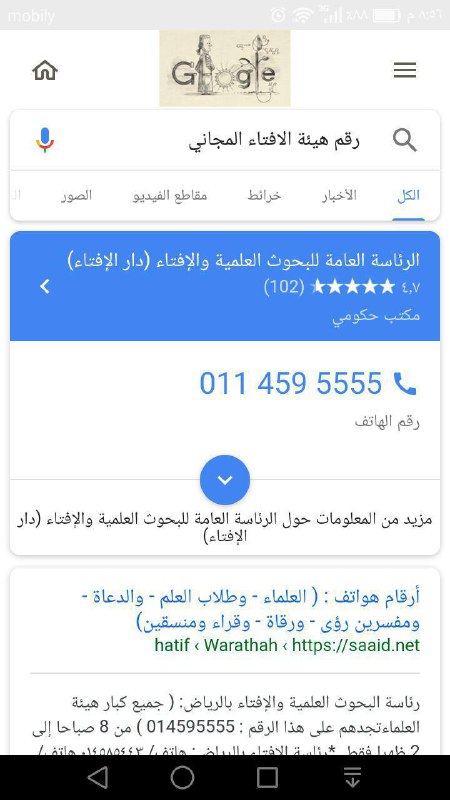 mobily
٨:٥٦ م
٪٨٨
3G
Google
رقم هيئة الافتاء المجاني
الكل
الأخبار
خرائط
مقاطع الفيديو
الصور
الرئاسة العامة للبحوث العلمية والإفتاء (دار الإفتاء)
٤,٧ ★★★★★ (102)
مكتب حكومي
011 459 5555
رقم الهاتف
مزيد من المعلومات حول الرئاسة العامة للبحوث العلمية والإفتاء (دار
الإفتاء)
أرقام هواتف : ( العلماء - وطلاب العلم - والدعاة -
ومفسرين رؤى - ورقاة - وقراء ومنسقين)
hatif ‹ Warathah ‹ https://saaid.net
رئاسة البحوث العلمية والإفتاء بالرياض: ( جميع كبار هيئة
العلماءتجدهم على هذا الرقم : 014595555 ) من 8 صباحا إلى
2 ظهرا فقط. *رئاسة الإفتاء بالرياض : هاتف/